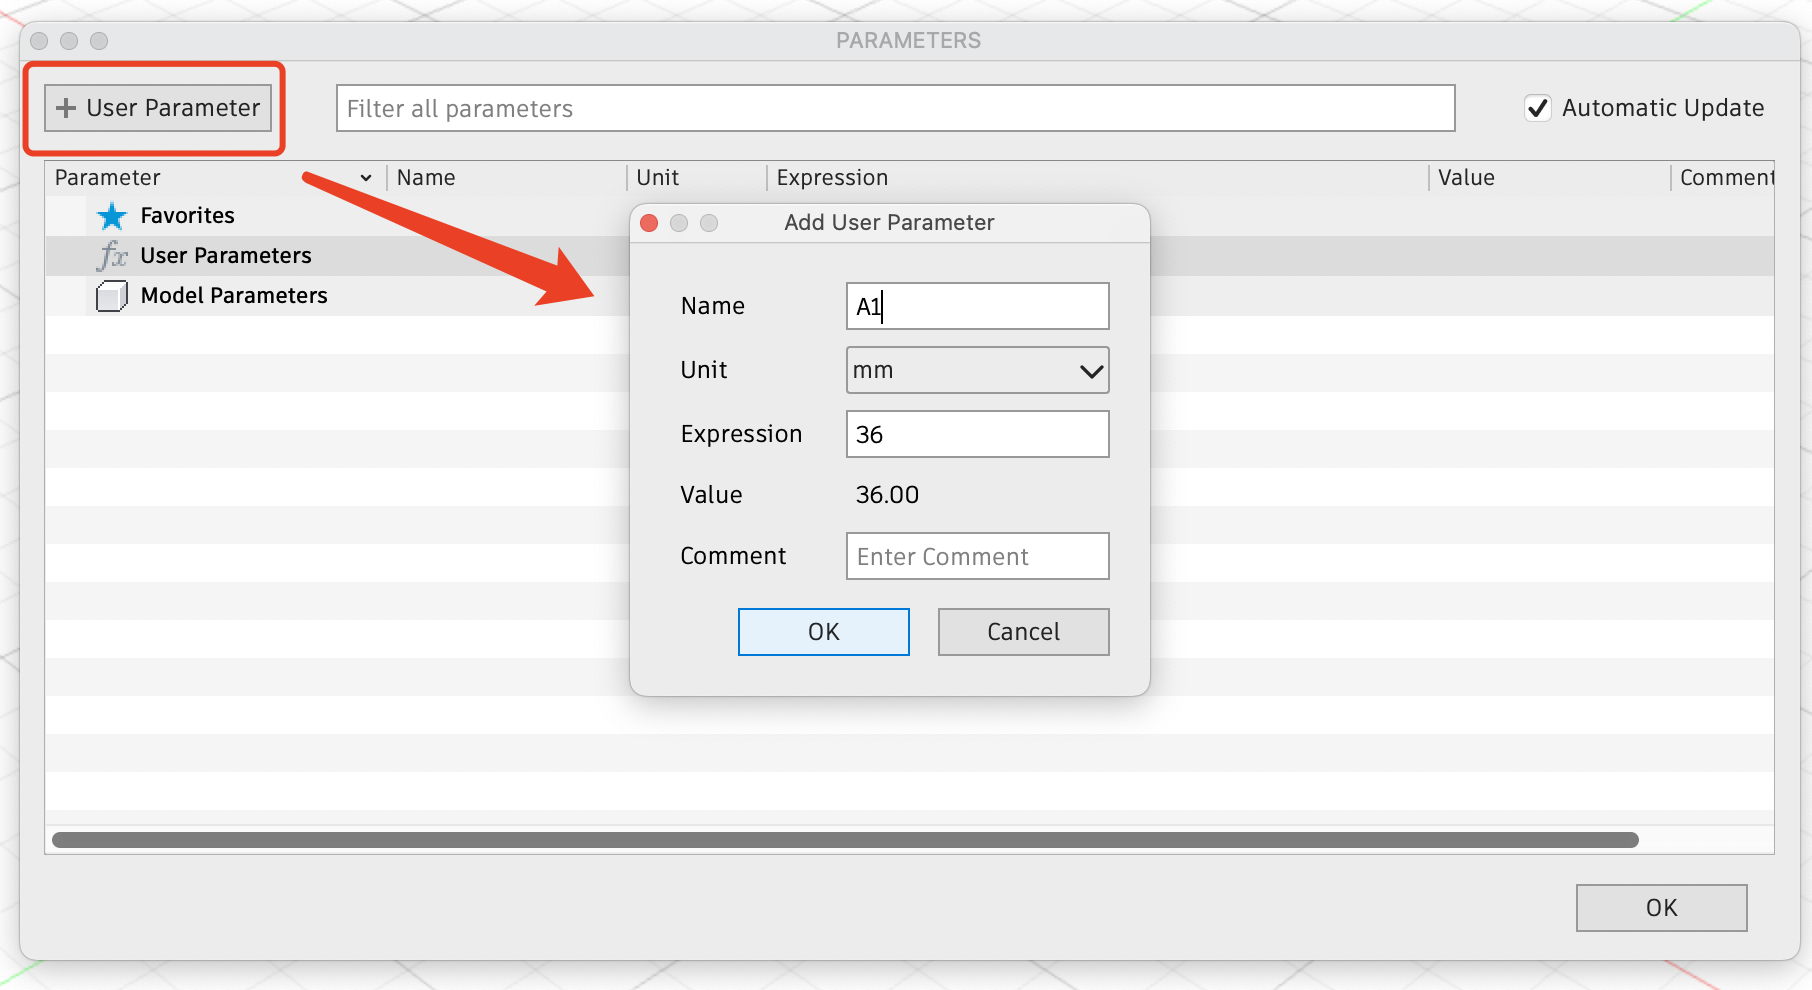 PARAMETERS
+ User Parameter
Filter all parameters
Automatic Update
Parameter Name Unit Expression Value Comment
Favorites
fx User Parameters
Model Parameters
Add User Parameter
Name A1
Unit mm
Expression 36
Value 36.00
Comment Enter Comment
OK Cancel
OK